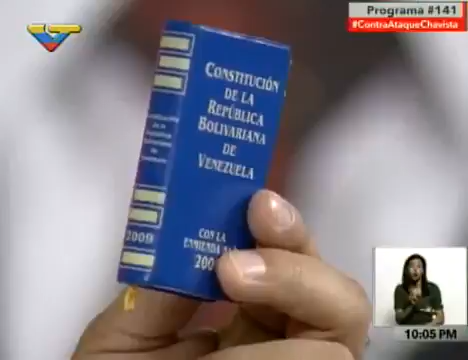 Programa #141
#ContraAtaqueChavista
CONSTITUCIÓN
DE LA
REPÚBLICA
BOLIVARIANA
DE
VENEZUELA
CON LA
ENMIENDA
2009
10:05 PM